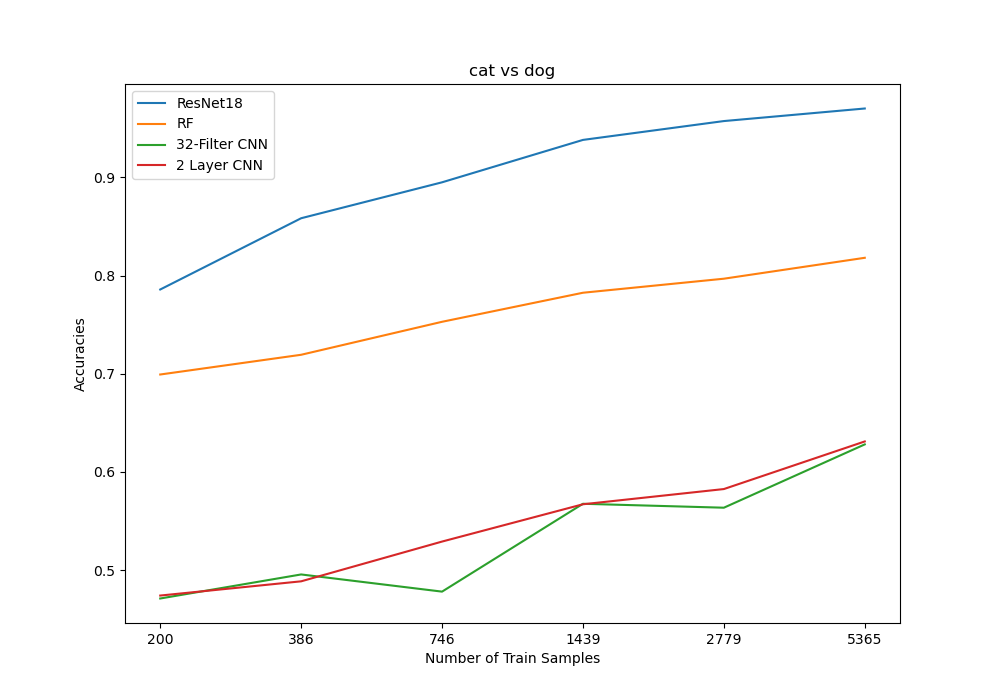 cat vs dog
ResNet18
RF
32-Filter CNN
2 Layer CNN
Accuracies
0.9
0.8
0.7
0.6
0.5
200 386 746 1439 2779 5365
Number of Train Samples